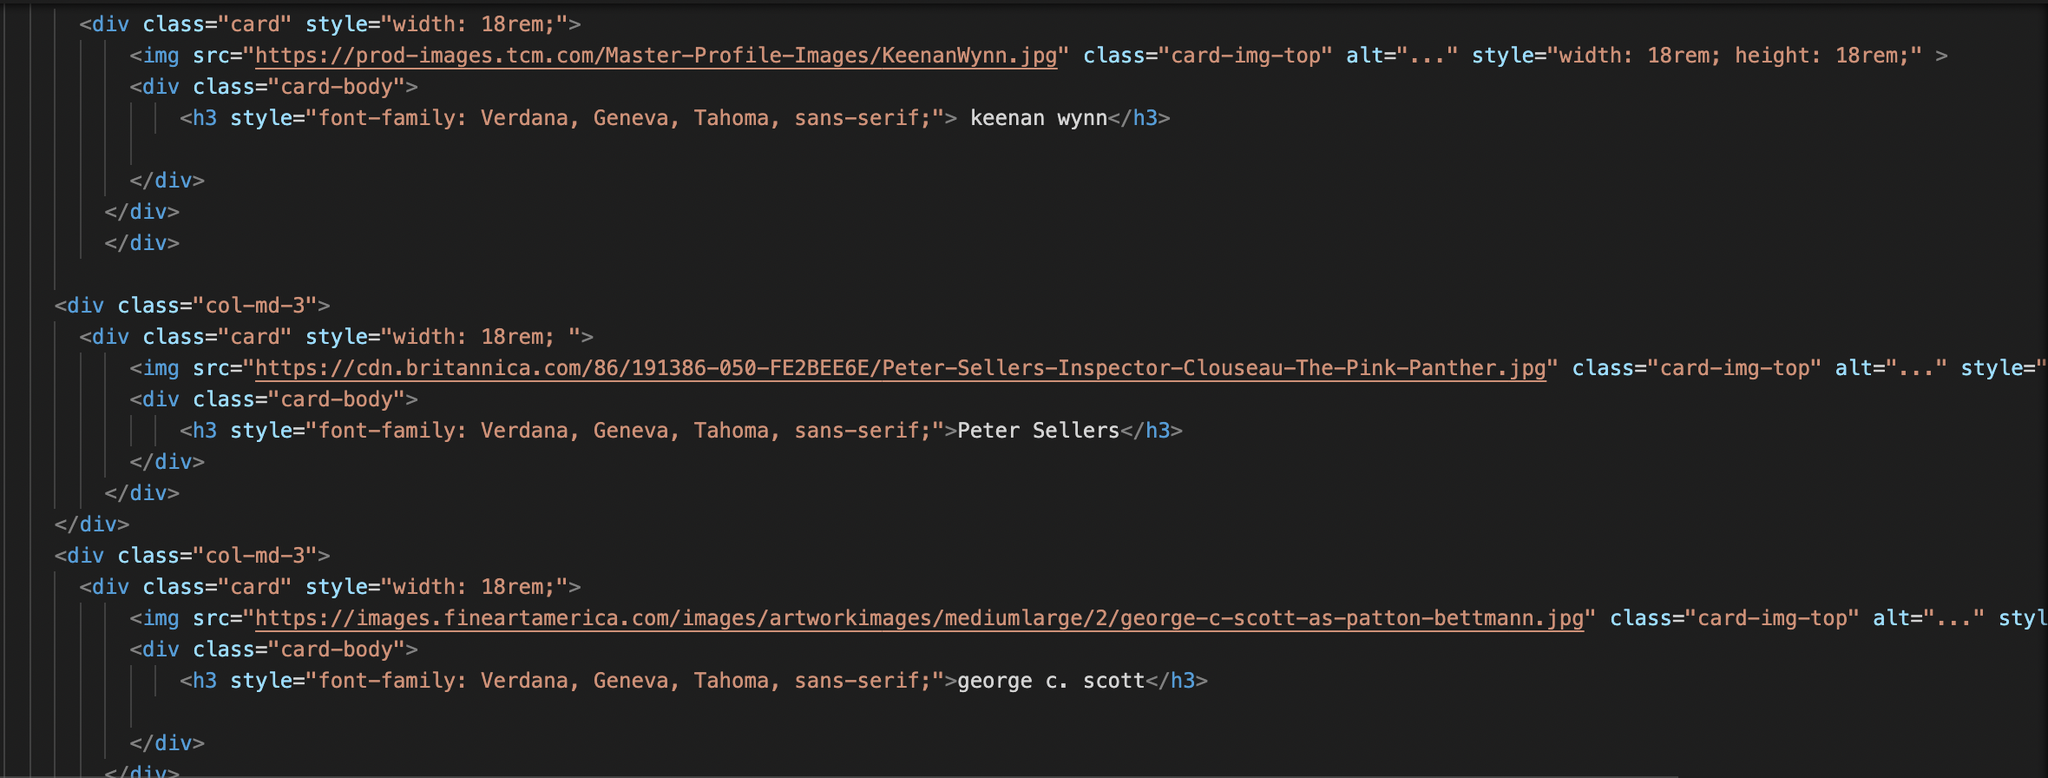 <div class="card" style="width: 18rem;">
<img src="https://prod-images.tcm.com/Master-Profile-Images/KeenanWynn.jpg" class="card-img-top" alt="..." style="width: 18rem; height: 18rem;" >
<div class="card-body">
<h3 style="font-family: Verdana, Geneva, Tahoma, sans-serif;"> keenan wynn</h3>
</div>
</div>
</div>
<div class="col-md-3">
<div class="card" style="width: 18rem; ">
<img src="https://cdn.britannica.com/86/191386-050-FE2BEE6E/Peter-Sellers-Inspector-Clouseau-The-Pink-Panther.jpg" class="card-img-top" alt="..." style="
<div class="card-body">
<h3 style="font-family: Verdana, Geneva, Tahoma, sans-serif;">Peter Sellers</h3>
</div>
</div>
</div>
<div class="col-md-3">
<div class="card" style="width: 18rem;">
<img src="https://images.fineartamerica.com/images/artworkimages/mediumlarge/2/george-c-scott-as-patton-bettmann.jpg" class="card-img-top" alt="..." styl
<div class="card-body">
<h3 style="font-family: Verdana, Geneva, Tahoma, sans-serif;">george c. scott</h3>
</div>
</div>